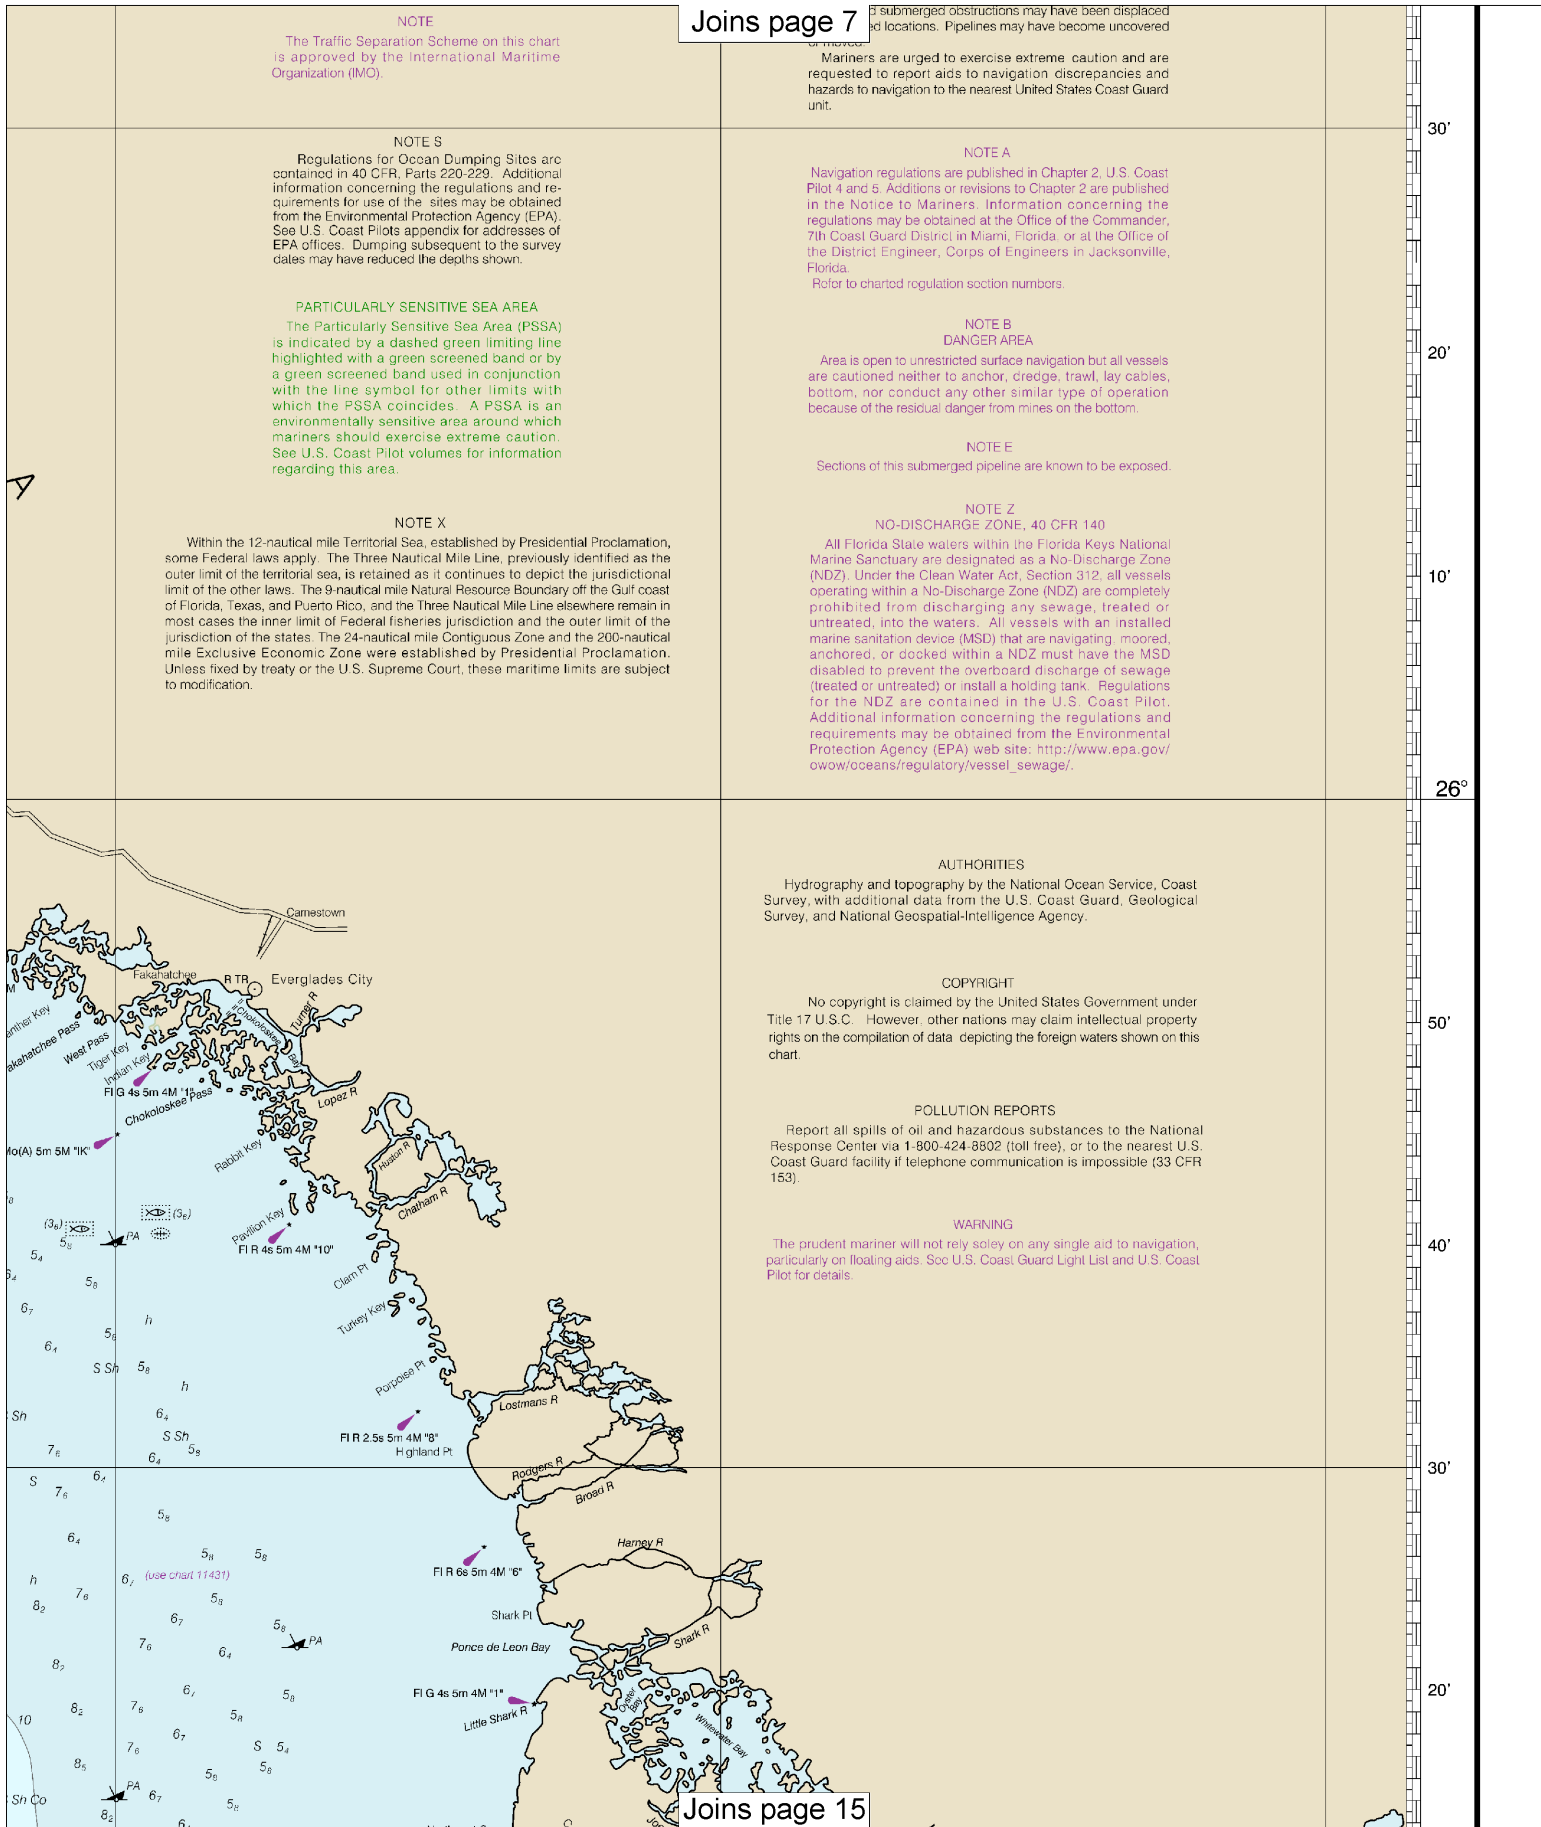 Joins page 7
NOTE
The Traffic Separation Scheme on this chart
is approved by the International Maritime
Organization (IMO).
d submerged obstructions may have been displaced
ed locations. Pipelines may have become uncovered
or moved.
Mariners are urged to exercise extreme caution and are
requested to report aids to navigation discrepancies and
hazards to navigation to the nearest United States Coast Guard
unit.
30'
NOTE S
Regulations for Ocean Dumping Sites are
contained in 40 CFR, Parts 220-229. Additional
information concerning the regulations and re-
quirements for use of the sites may be obtained
from the Environmental Protection Agency (EPA).
See U.S. Coast Pilots appendix for addresses of
EPA offices. Dumping subsequent to the survey
dates may have reduced the depths shown.
NOTE A
Navigation regulations are published in Chapter 2, U.S. Coast
Pilot 4 and 5. Additions or revisions to Chapter 2 are published
in the Notice to Mariners. Information concerning the
regulations may be obtained at the Office of the Commander,
7th Coast Guard District in Miami, Florida, or at the Office of
the District Engineer, Corps of Engineers in Jacksonville,
Florida.
Refer to charted regulation section numbers.
PARTICULARLY SENSITIVE SEA AREA
The Particularly Sensitive Sea Area (PSSA)
is indicated by a dashed green limiting line
highlighted with a green screened band or by
a green screened band used in conjunction
with the line symbol for other limits with
which the PSSA coincides. A PSSA is an
environmentally sensitive area around which
mariners should exercise extreme caution.
See U.S. Coast Pilot volumes for information
regarding this area.
NOTE B
DANGER AREA
Area is open to unrestricted surface navigation but all vessels
are cautioned neither to anchor, dredge, trawl, lay cables,
bottom, nor conduct any other similar type of operation
because of the residual danger from mines on the bottom.
20'
NOTE E
Sections of this submerged pipeline are known to be exposed.
A
NOTE X
Within the 12-nautical mile Territorial Sea, established by Presidential Proclamation,
some Federal laws apply. The Three Nautical Mile Line, previously identified as the
outer limit of the territorial sea, is retained as it continues to depict the jurisdictional
limit of the other laws. The 9-nautical mile Natural Resource Boundary off the Gulf coast
of Florida, Texas, and Puerto Rico, and the Three Nautical Mile Line elsewhere remain in
most cases the inner limit of Federal fisheries jurisdiction and the outer limit of the
jurisdiction of the states. The 24-nautical mile Contiguous Zone and the 200-nautical
mile Exclusive Economic Zone were established by Presidential Proclamation.
Unless fixed by treaty or the U.S. Supreme Court, these maritime limits are subject
to modification.
NOTE Z
NO-DISCHARGE ZONE, 40 CFR 140
All Florida State waters within the Florida Keys National
Marine Sanctuary are designated as a No-Discharge Zone
(NDZ). Under the Clean Water Act, Section 312, all vessels
operating within a No-Discharge Zone (NDZ) are completely
prohibited from discharging any sewage, treated or
untreated, into the waters. All vessels with an installed
marine sanitation device (MSD) that are navigating, moored,
anchored, or docked within a NDZ must have the MSD
disabled to prevent the overboard discharge of sewage
(treated or untreated) or install a holding tank. Regulations
for the NDZ are contained in the U.S. Coast Pilot.
Additional information concerning the regulations and
requirements may be obtained from the Environmental
Protection Agency (EPA) web site: http://www.epa.gov/
owow/oceans/regulatory/vessel_sewage/.
10'
26°
AUTHORITIES
Hydrography and topography by the National Ocean Service, Coast
Survey, with additional data from the U.S. Coast Guard, Geological
Survey, and National Geospatial-Intelligence Agency.
COPYRIGHT
No copyright is claimed by the United States Government under
Title 17 U.S.C. However, other nations may claim intellectual property
rights on the compilation of data depicting the foreign waters shown on this
chart.
50'
POLLUTION REPORTS
Report all spills of oil and hazardous substances to the National
Response Center via 1-800-424-8802 (toll free), or to the nearest U.S.
Coast Guard facility if telephone communication is impossible (33 CFR
153).
WARNING
The prudent mariner will not rely soley on any single aid to navigation,
particularly on floating aids. See U.S. Coast Guard Light List and U.S. Coast
Pilot for details.
40'
30'
20'
Carnestown
Fakahatchee
R TR
Everglades City
M
anther Key
akahatchee Pass
West Pass
Tiger Key
Indian Key
Chokoloskee Bay
Turner R
Fl G 4s 5m 4M "1"
Chokoloskee Pass
Lopez R
Mo(A) 5m 5M "IK"
Rabbit Key
Huston R
Chatham R
Pavilion Key
Fl R 4s 5m 4M "10"
(36)
(36)
PA
Clam Pt
Turkey Key
S Sh
Porpoise Pt
Lostmans R
Fl R 2.5s 5m 4M "8"
Highland Pt
Sh
S Sh
Rodgers R
Broad R
S
Harney R
Fl R 6s 5m 4M "6"
(use chart 11431)
h
Shark Pt
PA
Ponce de Leon Bay
Shark R
Fl G 4s 5m 4M "1"
Little Shark R
Oyster Bay
Whitewater Bay
10
S 54
PA
Sh Co
Joins page 15